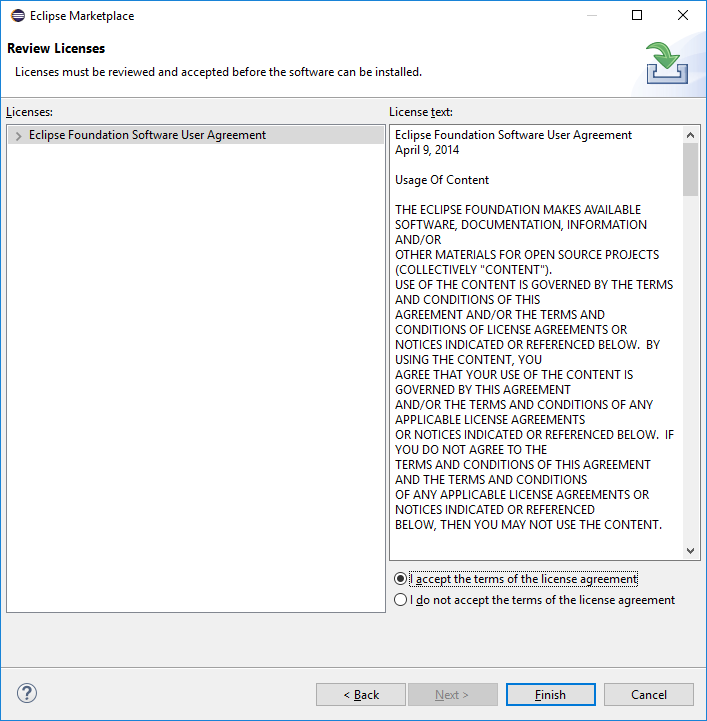 Eclipse Marketplace
Review Licenses
Licenses must be reviewed and accepted before the software can be installed.
Licenses:
Eclipse Foundation Software User Agreement
License text:
Eclipse Foundation Software User Agreement
April 9, 2014
Usage Of Content
THE ECLIPSE FOUNDATION MAKES AVAILABLE
SOFTWARE, DOCUMENTATION, INFORMATION
AND/OR
OTHER MATERIALS FOR OPEN SOURCE PROJECTS
(COLLECTIVELY "CONTENT").
USE OF THE CONTENT IS GOVERNED BY THE TERMS
AND CONDITIONS OF THIS
AGREEMENT AND/OR THE TERMS AND
CONDITIONS OF LICENSE AGREEMENTS OR
NOTICES INDICATED OR REFERENCED BELOW.  BY
USING THE CONTENT, YOU
AGREE THAT YOUR USE OF THE CONTENT IS
GOVERNED BY THIS AGREEMENT
AND/OR THE TERMS AND CONDITIONS OF ANY
APPLICABLE LICENSE AGREEMENTS
OR NOTICES INDICATED OR REFERENCED BELOW.  IF
YOU DO NOT AGREE TO THE
TERMS AND CONDITIONS OF THIS AGREEMENT
AND THE TERMS AND CONDITIONS
OF ANY APPLICABLE LICENSE AGREEMENTS OR
NOTICES INDICATED OR REFERENCED
BELOW, THEN YOU MAY NOT USE THE CONTENT.
I accept the terms of the license agreement
I do not accept the terms of the license agreement
?
< Back
Next >
Finish
Cancel